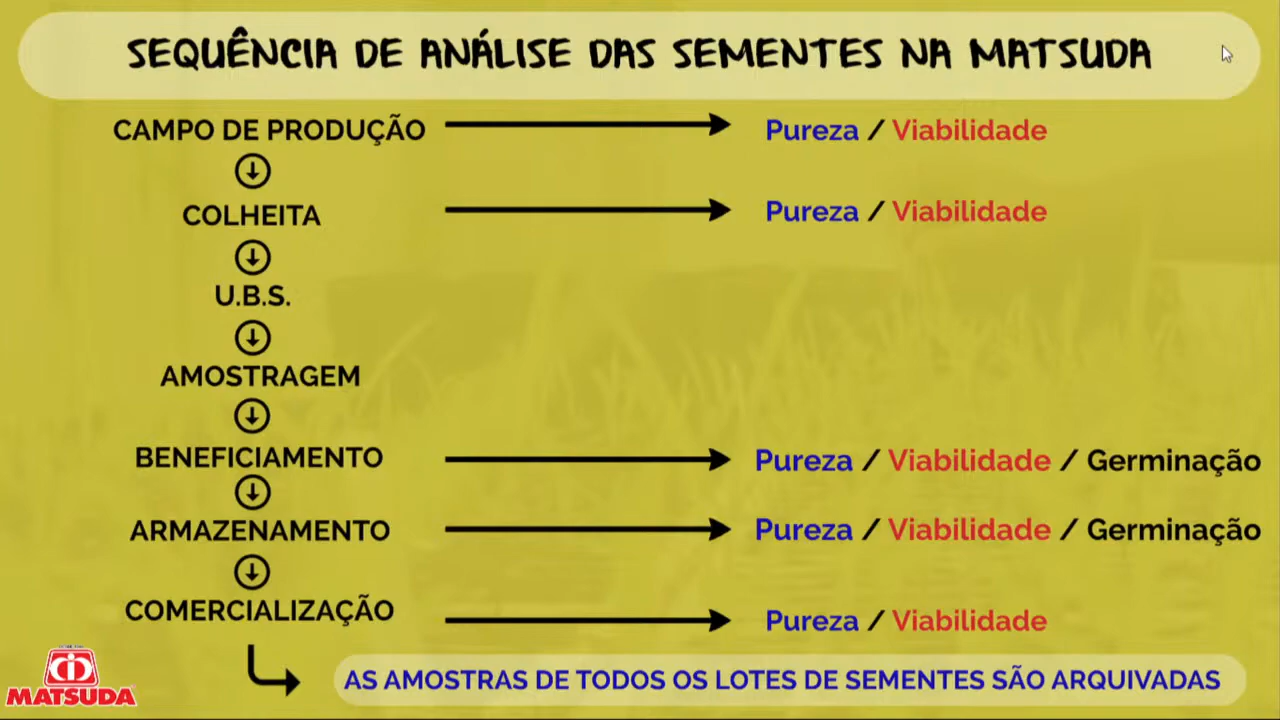 SEQUÊNCIA DE ANÁLISE DAS SEMENTES NA MATSUDA
CAMPO DE PRODUÇÃO
Pureza / Viabilidade
COLHEITA
Pureza / Viabilidade
U.B.S.
AMOSTRAGEM
BENEFICIAMENTO
Pureza / Viabilidade / Germinação
ARMAZENAMENTO
Pureza / Viabilidade / Germinação
COMERCIALIZAÇÃO
Pureza / Viabilidade
AS AMOSTRAS DE TODOS OS LOTES DE SEMENTES SÃO ARQUIVADAS
MATSUDA